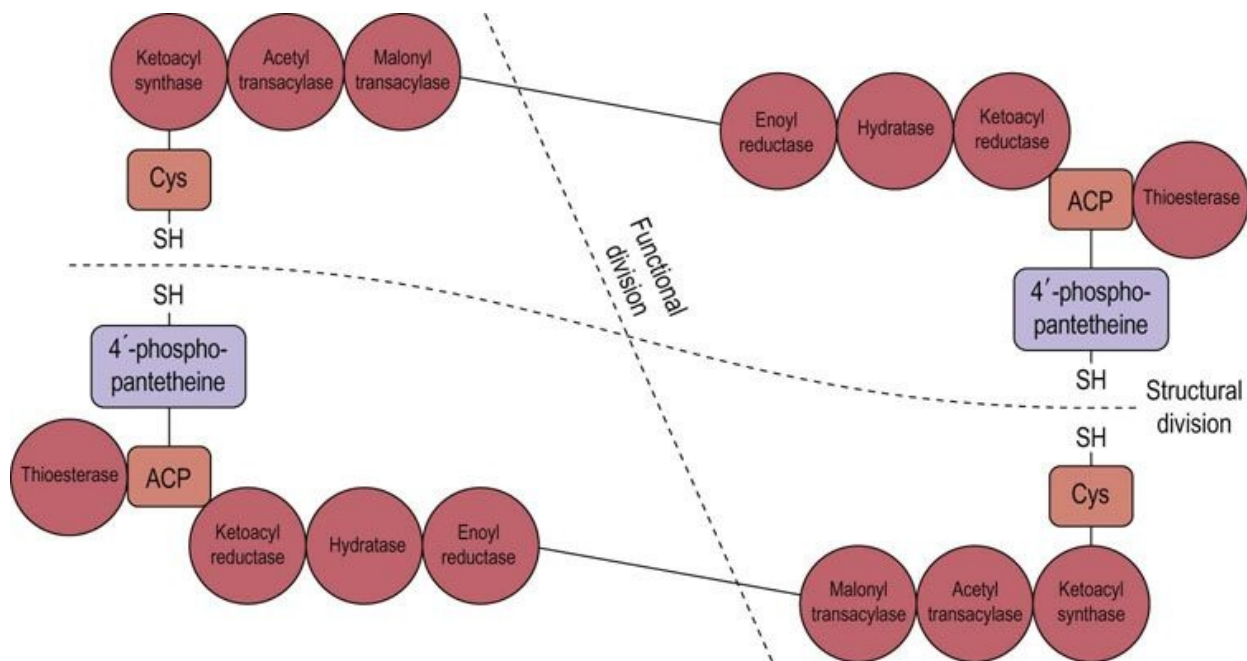 Ketoacyl
synthase
Acetyl
transacylase
Malonyl
transacylase
Enoyl
reductase
Hydratase
Ketoacyl
reductase
Cys
SH
ACP
Thioesterase
Functional
division
SH
4´-phospho-
pantetheine
4′-phospho-
pantetheine
SH
Structural
division
Thioesterase
ACP
SH
Cys
Ketoacyl
reductase
Hydratase
Enoyl
reductase
Malonyl
transacylase
Acetyl
transacylase
Ketoacyl
synthase